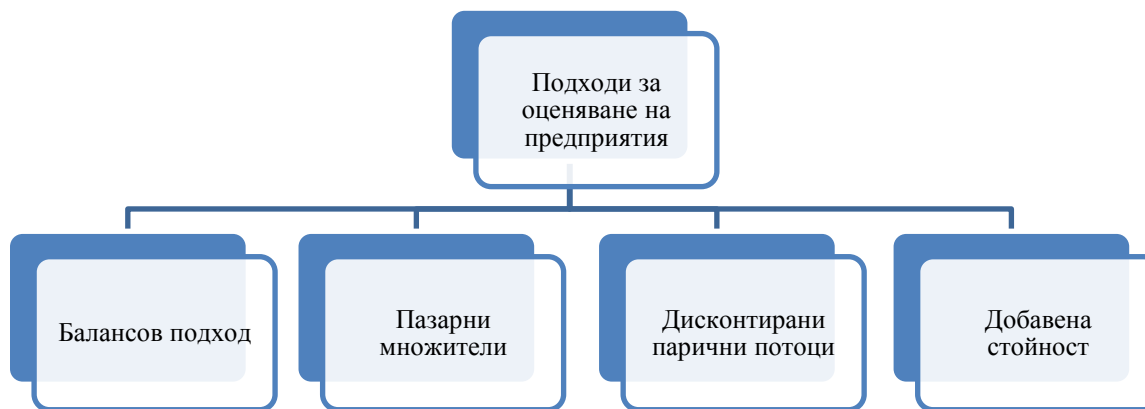 Подходи за
оценяване на
предприятия
Балансов подход
Пазарни
множители
Дисконтирани
парични потоци
Добавена
стойност